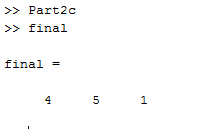 >> Part2c
>> final
final =
4 5 1